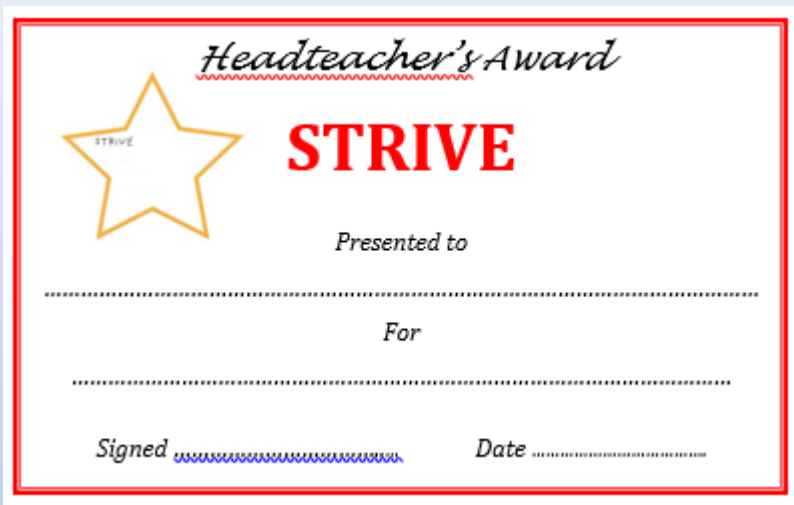 Headteacher's Award
STRIVE
STRIVE
Presented to
................................................................................
For
................................................................................
Signed ........................................ Date ........................................